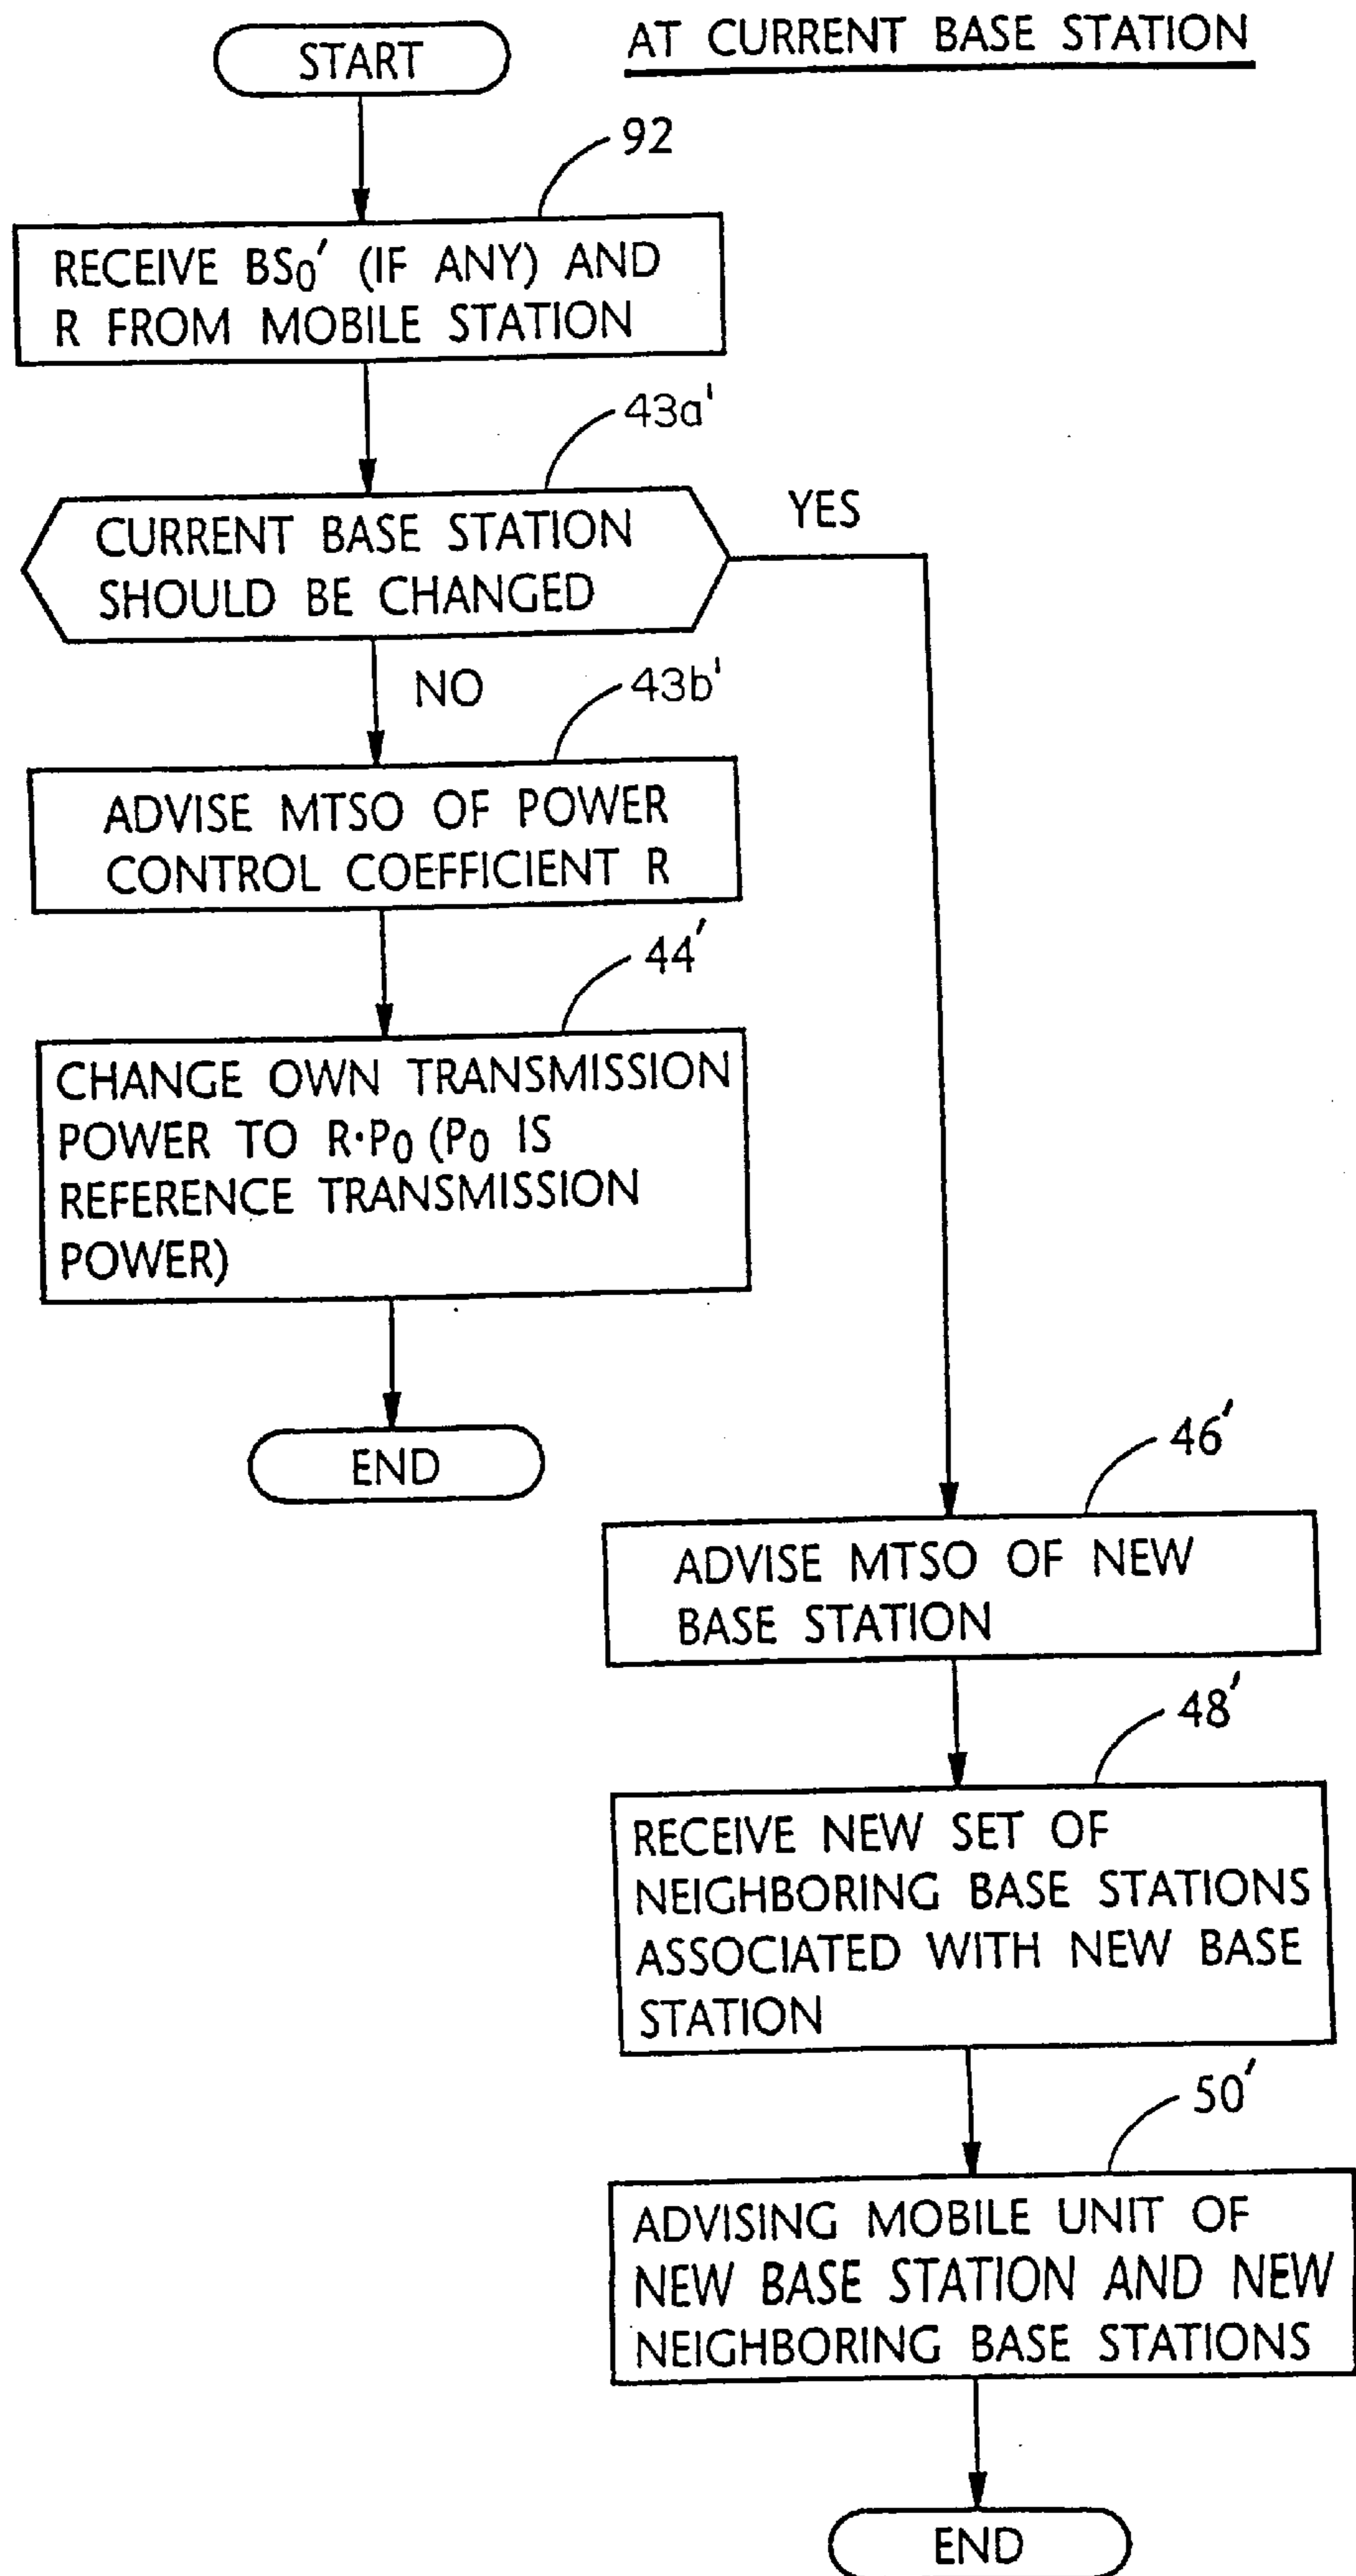 START
AT CURRENT BASE STATION
92
RECEIVE BS₀' (IF ANY) AND
R FROM MOBILE STATION
43a'
CURRENT BASE STATION
SHOULD BE CHANGED
YES
NO
43b'
ADVISE MTSO OF POWER
CONTROL COEFFICIENT R
44'
CHANGE OWN TRANSMISSION
POWER TO R·P₀ (P₀ IS
REFERENCE TRANSMISSION
POWER)
END
46'
ADVISE MTSO OF NEW
BASE STATION
48'
RECEIVE NEW SET OF
NEIGHBORING BASE STATIONS
ASSOCIATED WITH NEW BASE
STATION
50'
ADVISING MOBILE UNIT OF
NEW BASE STATION AND NEW
NEIGHBORING BASE STATIONS
END